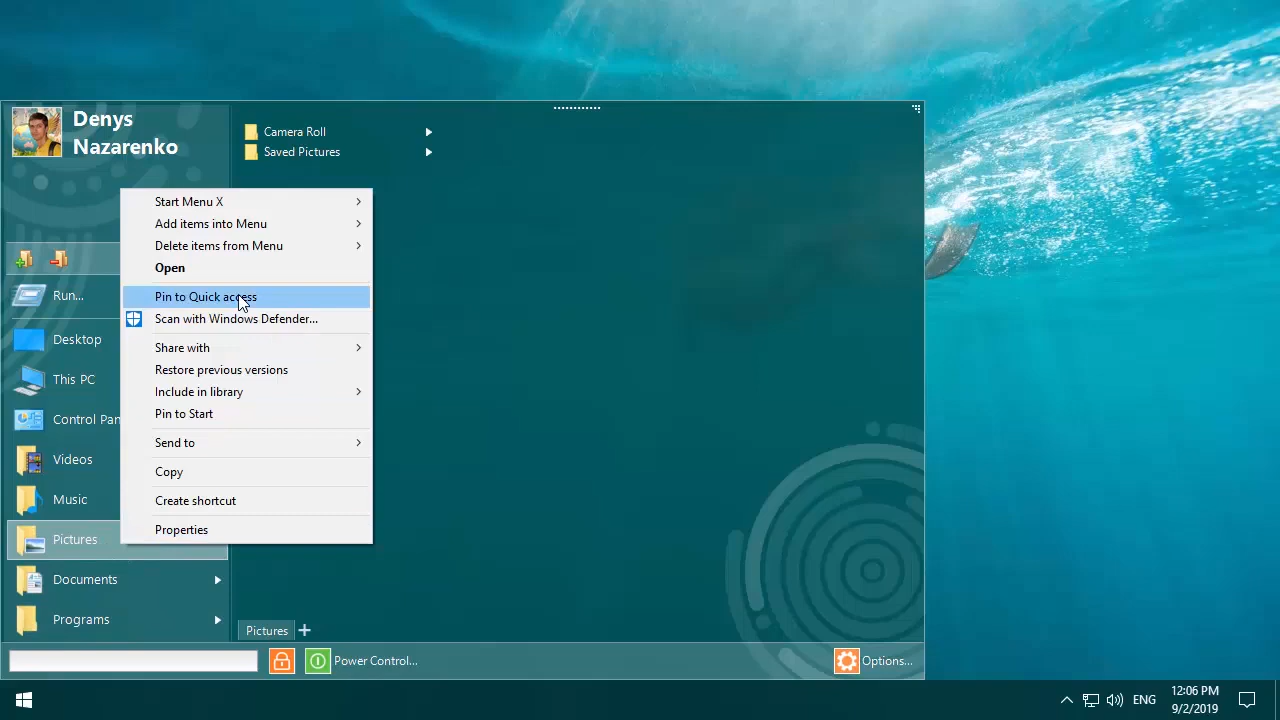 Denys
Nazarenko
Camera Roll
Saved Pictures
Start Menu X
Add items into Menu
Delete items from Menu
Open
Pin to Quick access
Scan with Windows Defender...
Share with
Restore previous versions
Include in library
Pin to Start
Send to
Copy
Create shortcut
Properties
Run...
Desktop
This PC
Control Pan
Videos
Music
Pictures
Documents
Programs
Pictures
Power Control...
Options...
ENG
12:06 PM
9/2/2019